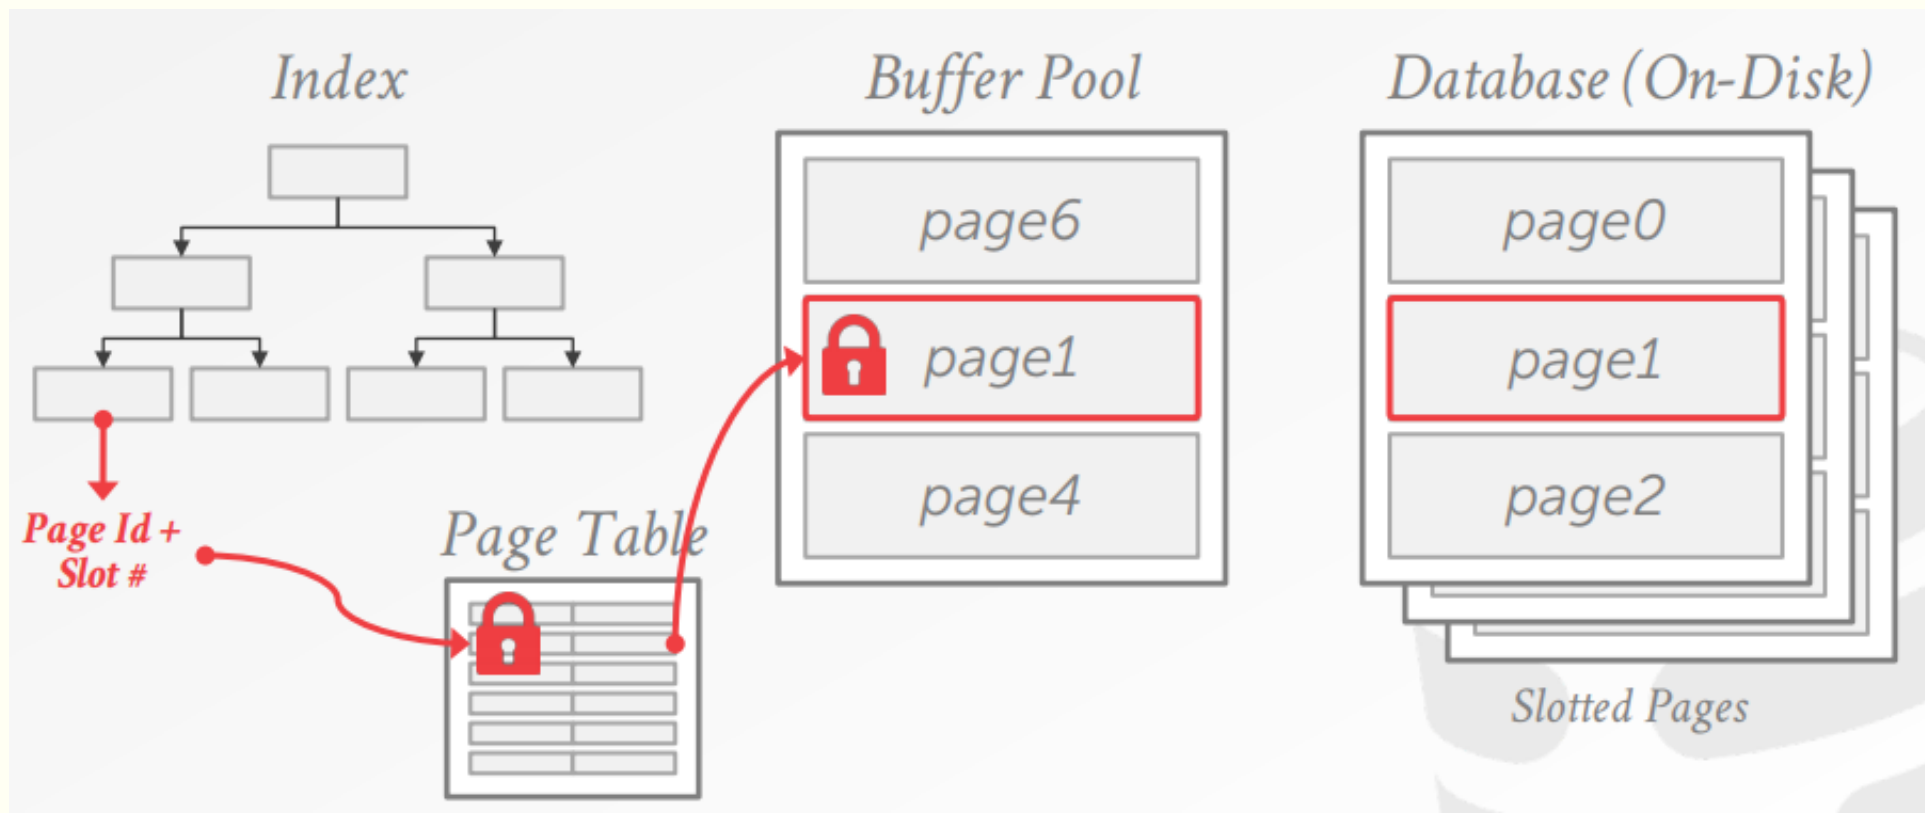 Index
Buffer Pool
Database (On-Disk)
page6
page0
page1
page1
page4
page2
Page Id +
Slot #
Page Table
Slotted Pages